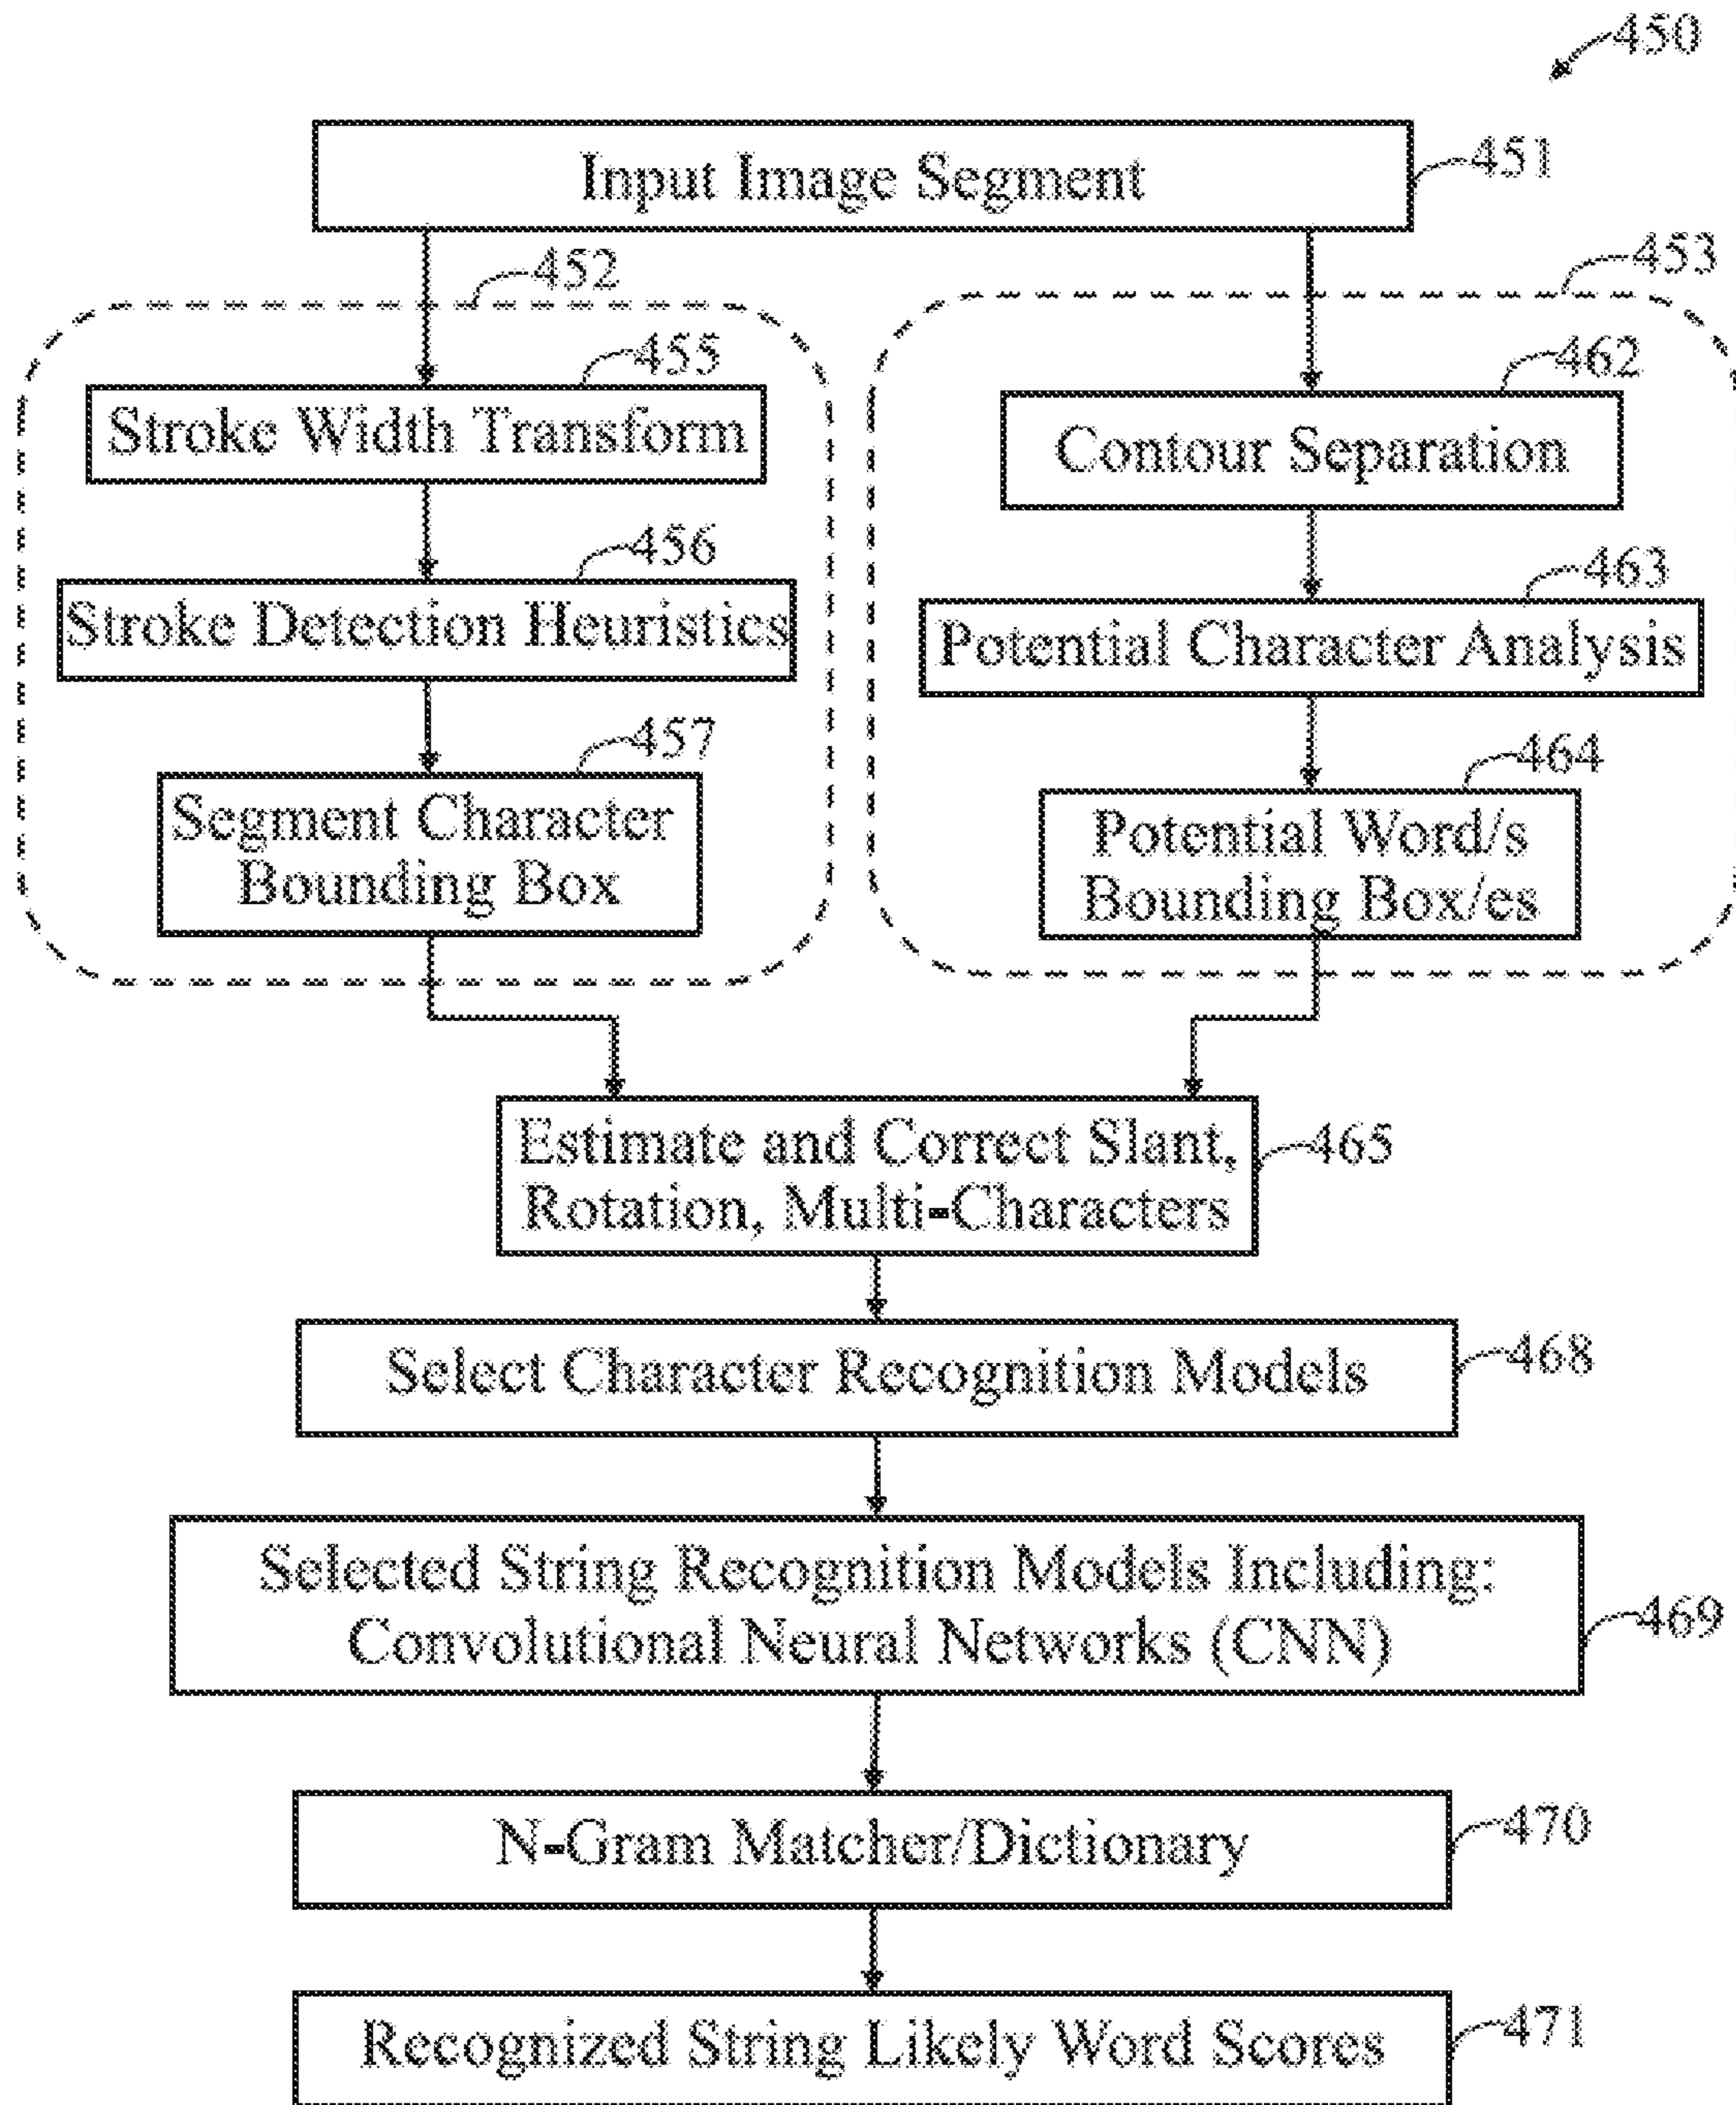 450
Input Image Segment
451
452
453
455
Stroke Width Transform
456
Stroke Detection Heuristics
457
Segment Character
Bounding Box
462
Contour Separation
463
Potential Character Analysis
464
Potential Word/s
Bounding Box/es
Estimate and Correct Slant,
Rotation, Multi-Characters
465
Select Character Recognition Models
468
Selected String Recognition Models Including:
Convolutional Neural Networks (CNN)
469
N-Gram Matcher/Dictionary
470
Recognized String Likely Word Scores
471